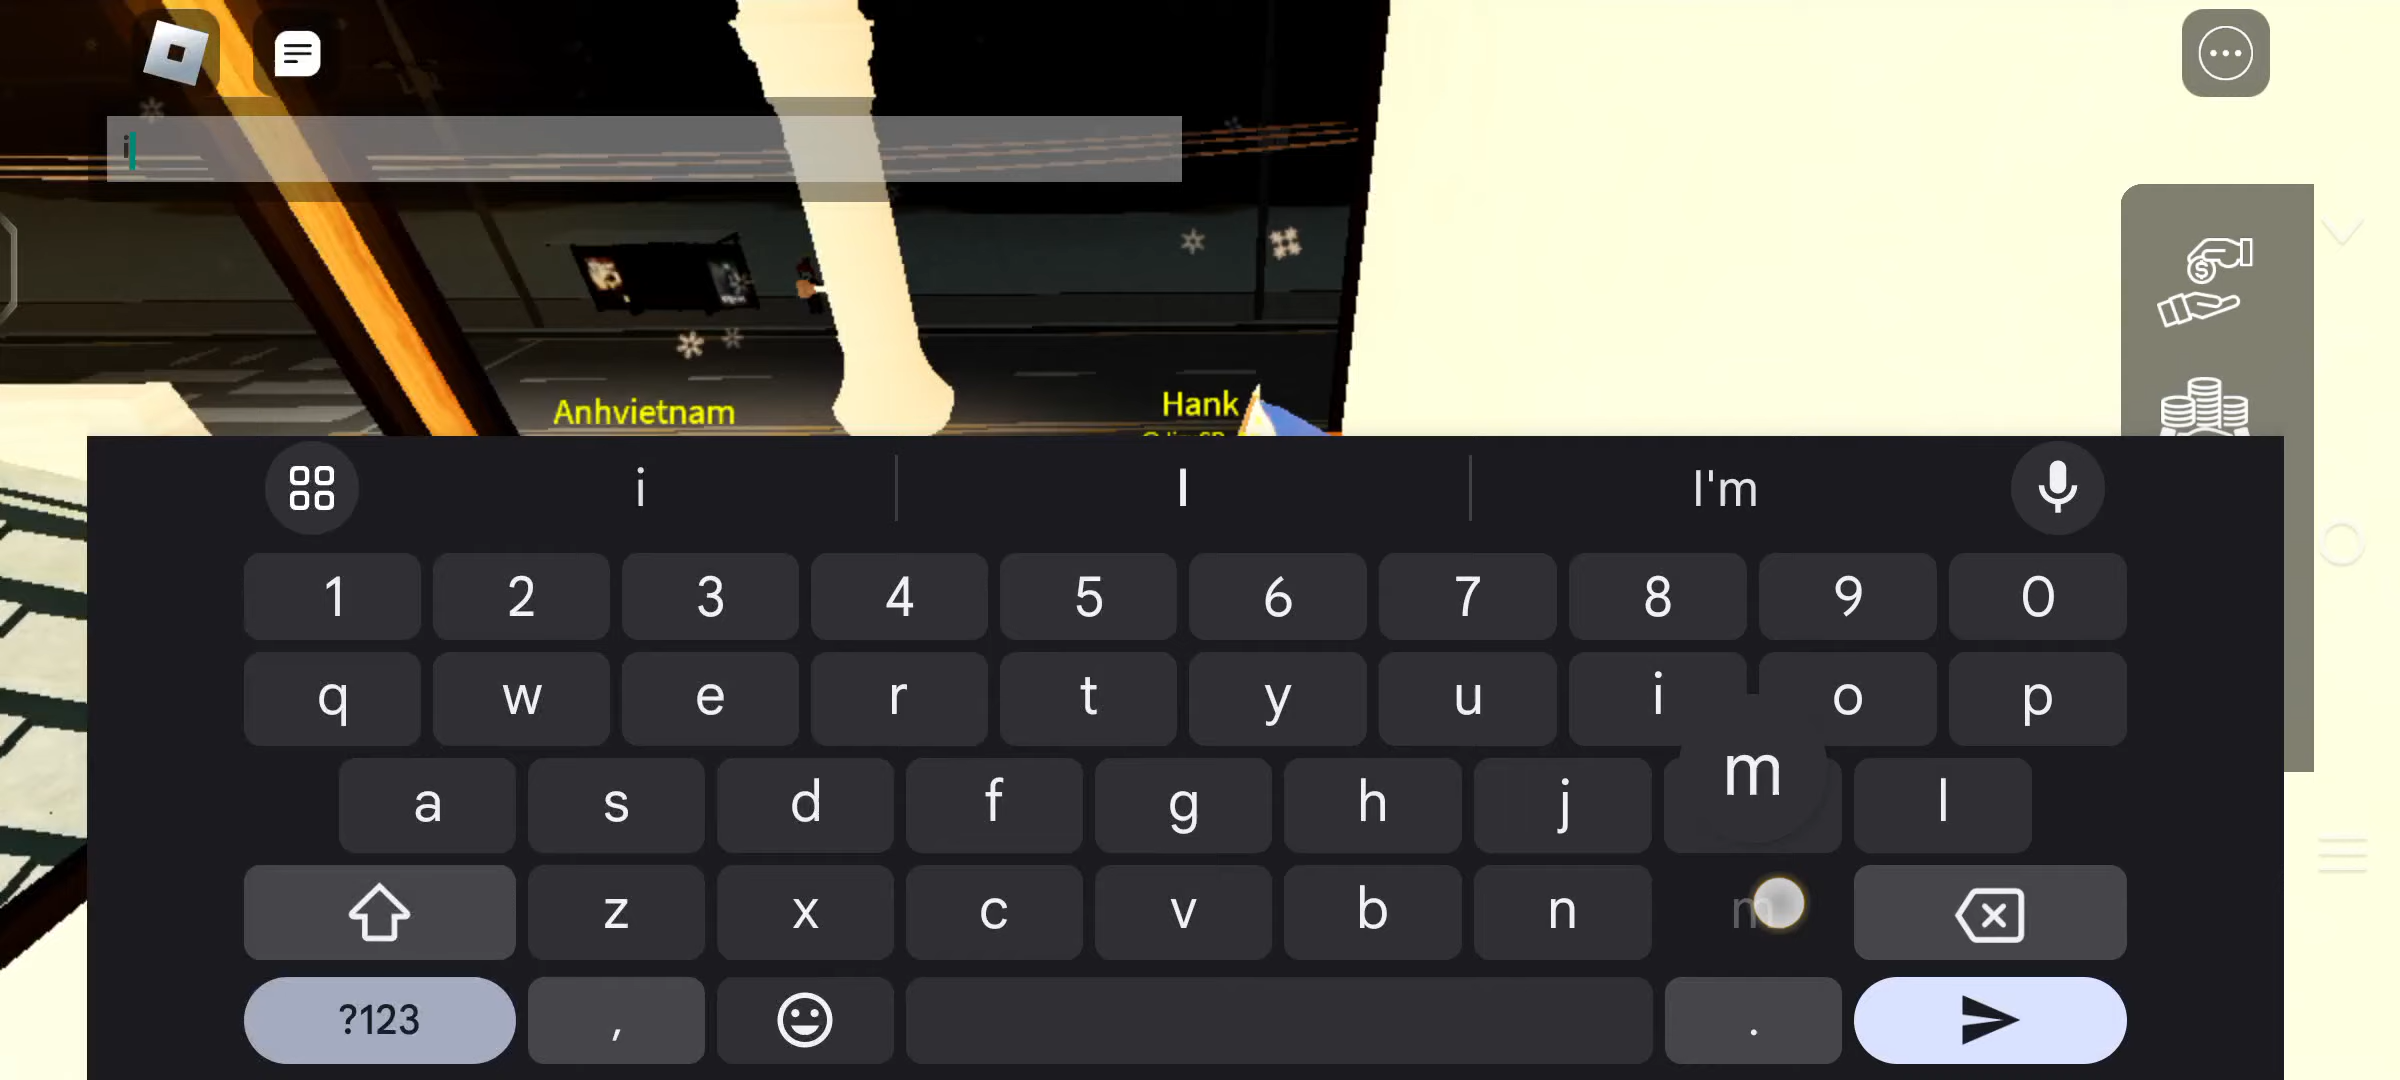 i
Anhvietnam
Hank
i I I'm
1 2 3 4 5 6 7 8 9 0
q w e r t y u i o p
m
a s d f g h j l
z x c v b n m
?123 , .